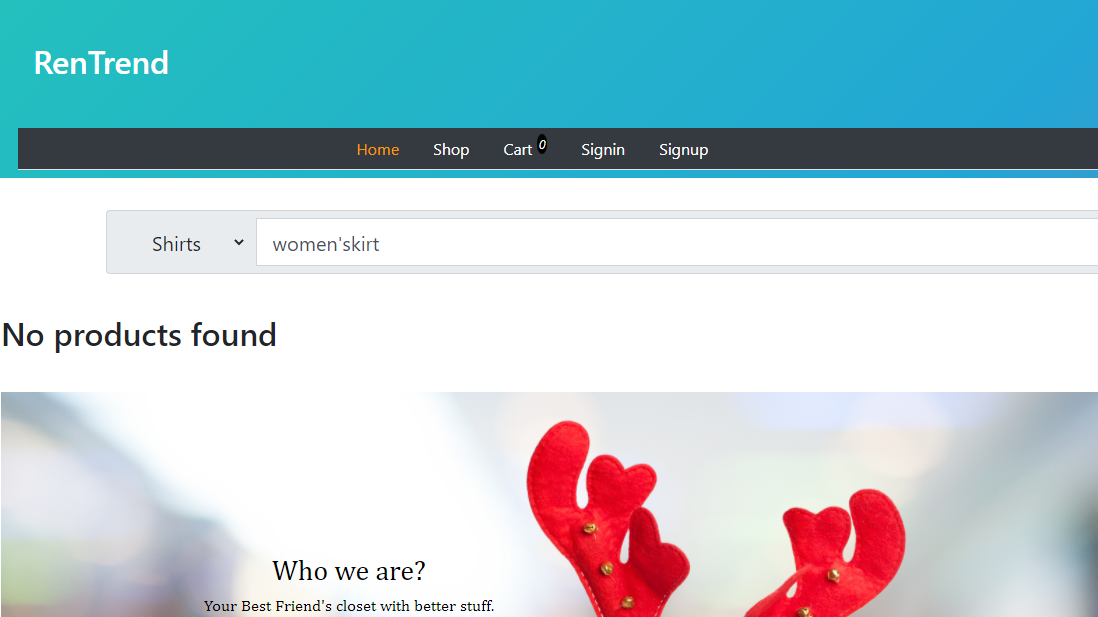 RenTrend
Home Shop Cart 0 Signin Signup
Shirts women'skirt
No products found
Who we are?
Your Best Friend's closet with better stuff.